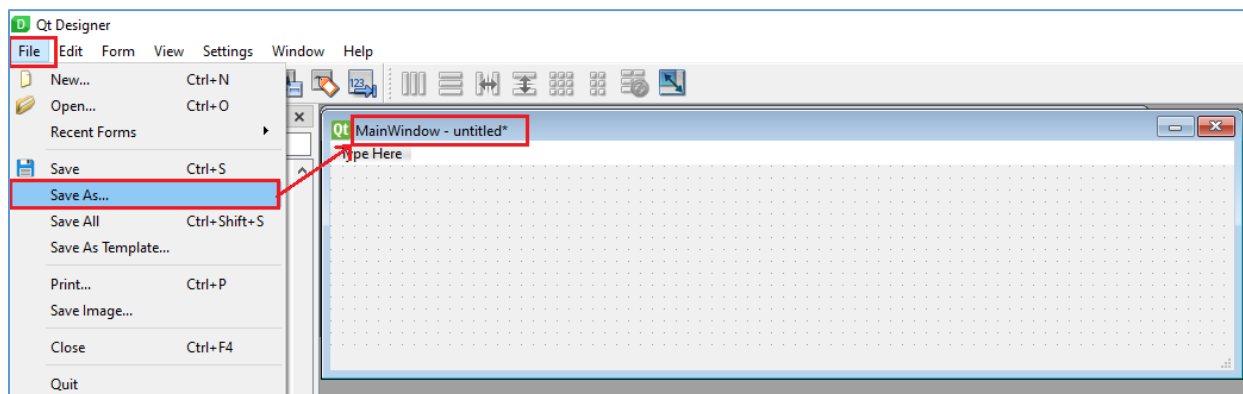 Qt Designer
File Edit Form View Settings Window Help
New... Ctrl+N
Open... Ctrl+O
Recent Forms
Save Ctrl+S
Save As...
Save All Ctrl+Shift+S
Save As Template...
Print... Ctrl+P
Save Image...
Close Ctrl+F4
Quit
123
Qt MainWindow - untitled*
Type Here